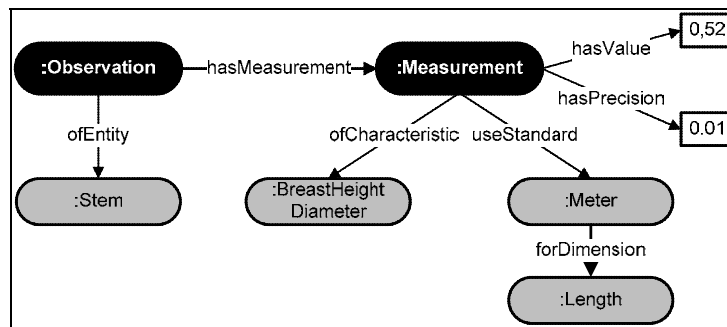 :Observation
hasMeasurement
:Measurement
hasValue
0,52
hasPrecision
0.01
ofEntity
ofCharacteristic
useStandard
:Stem
:BreastHeight
Diameter
:Meter
forDimension
:Length